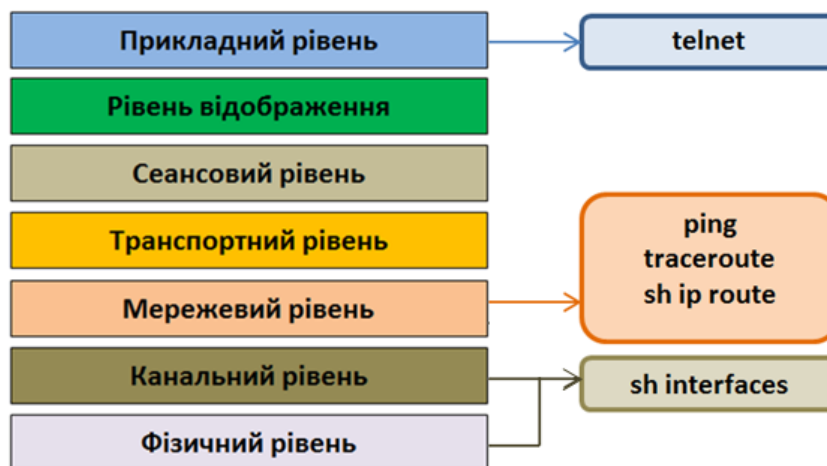 Прикладний рівень
telnet
Рівень відображення
Сеансовий рівень
Транспортний рівень
ping
traceroute
sh ip route
Мережевий рівень
Канальний рівень
sh interfaces
Фізичний рівень